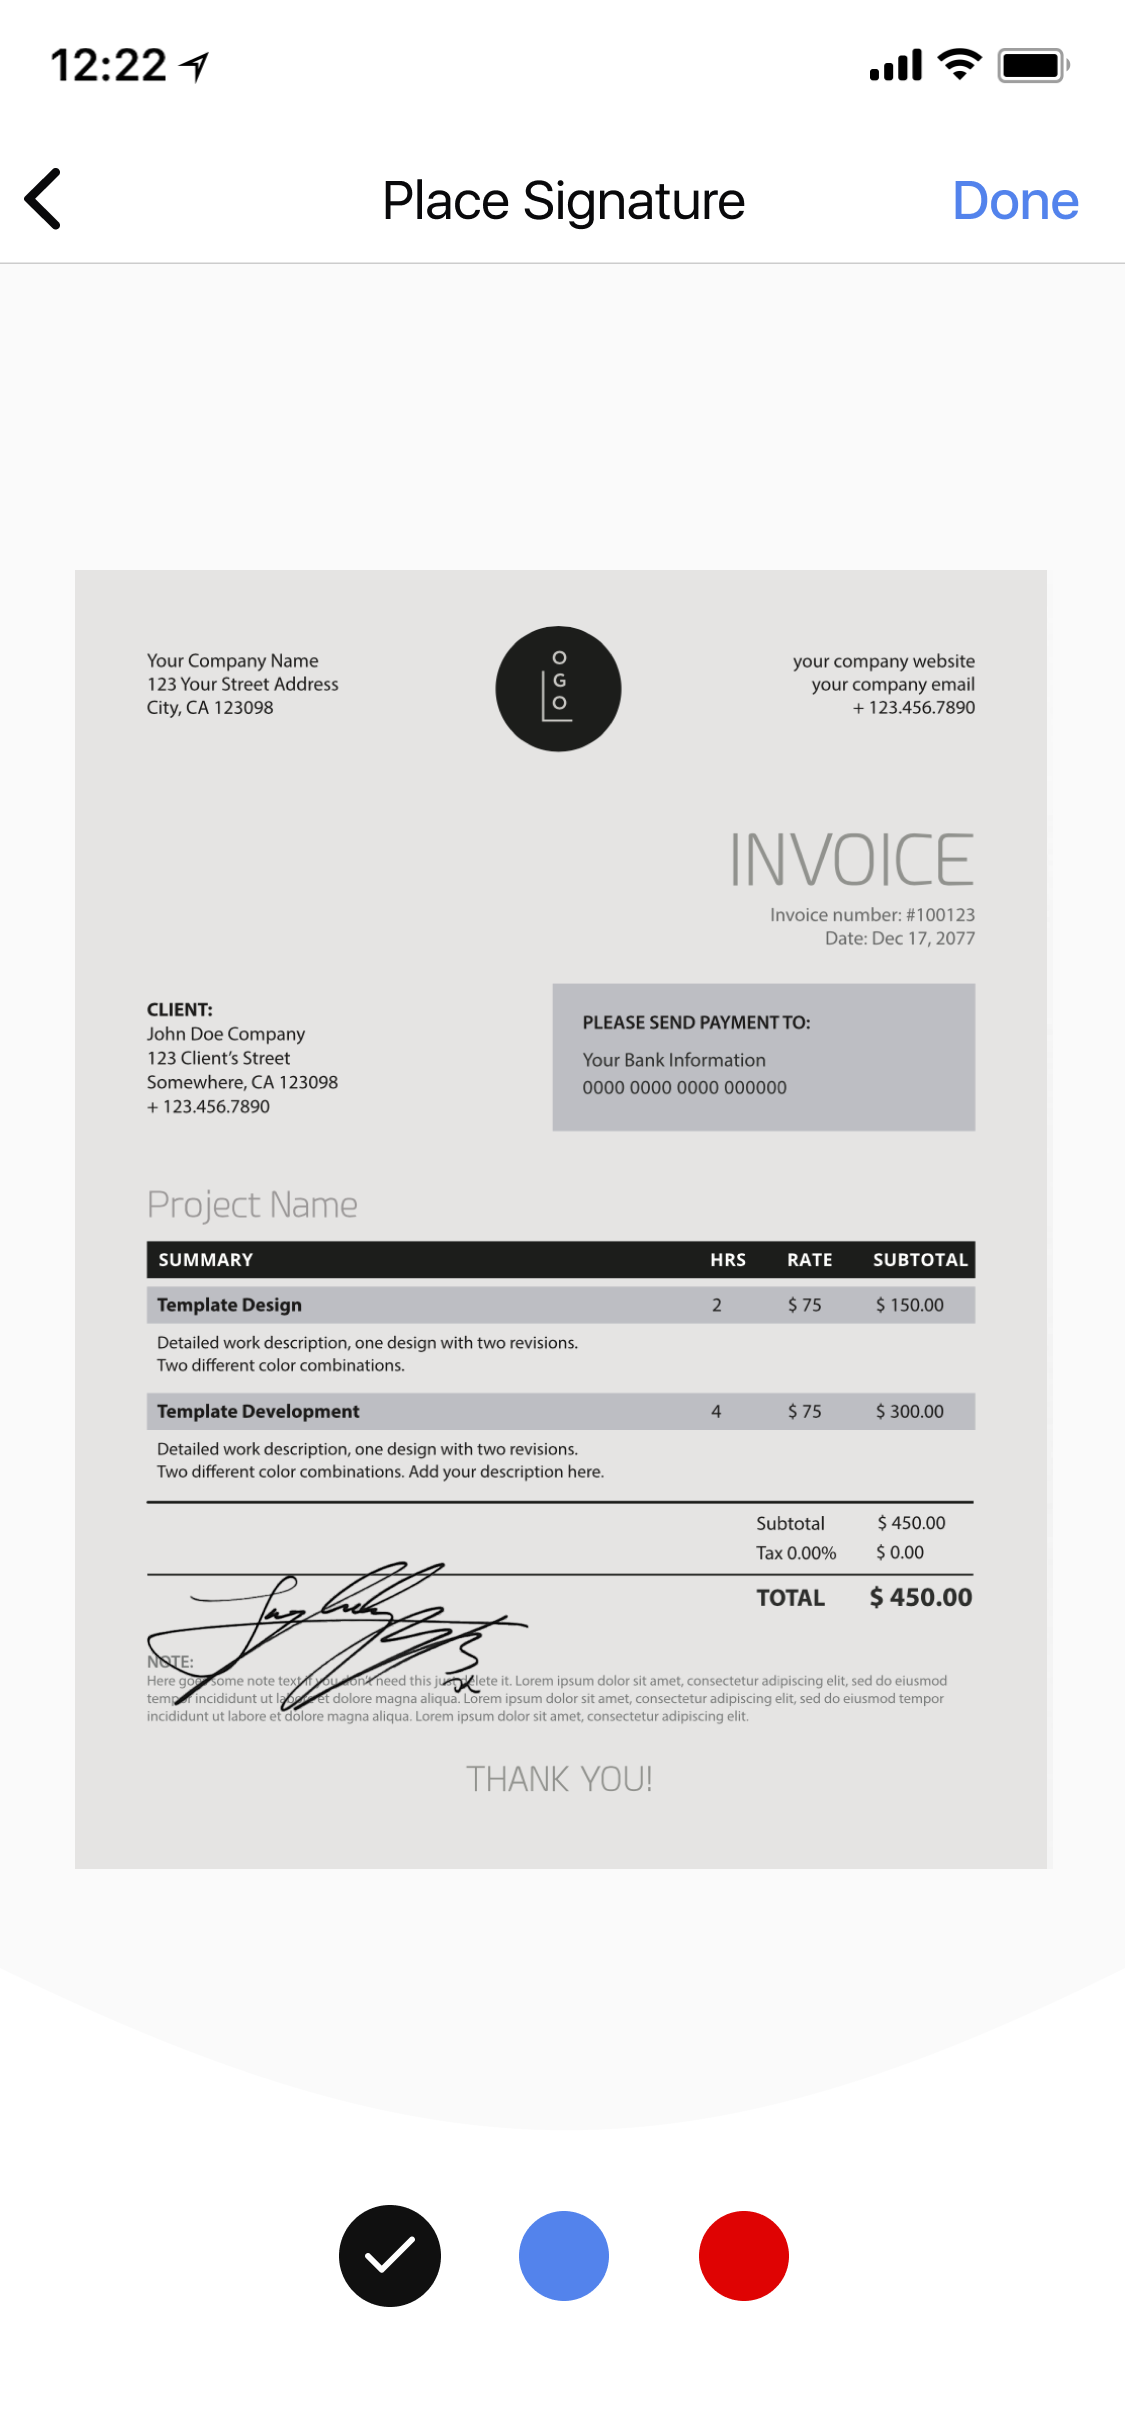 12:22
Place Signature
Done
Your Company Name
123 Your Street Address
City, CA 123098
OGO
L
your company website
your company email
+ 123.456.7890
INVOICE
Invoice number: #100123
Date: Dec 17, 2077
CLIENT:
John Doe Company
123 Client’s Street
Somewhere, CA 123098
+ 123.456.7890
PLEASE SEND PAYMENT TO:
Your Bank Information
0000 0000 0000 000000
Project Name
SUMMARY HRS RATE SUBTOTAL
Template Design 2 $ 75 $ 150.00
Detailed work description, one design with two revisions.
Two different color combinations.
Template Development 4 $ 75 $ 300.00
Detailed work description, one design with two revisions.
Two different color combinations. Add your description here.
Subtotal $ 450.00
Tax 0.00% $ 0.00
TOTAL $ 450.00
NOTE:
Here goes some note text if you don’t need this just delete it. Lorem ipsum dolor sit amet, consectetur adipiscing elit, sed do eiusmod
tempor incididunt ut labore et dolore magna aliqua. Lorem ipsum dolor sit amet, consectetur adipiscing elit, sed do eiusmod tempor
incididunt ut labore et dolore magna aliqua. Lorem ipsum dolor sit amet, consectetur adipiscing elit.
THANK YOU!